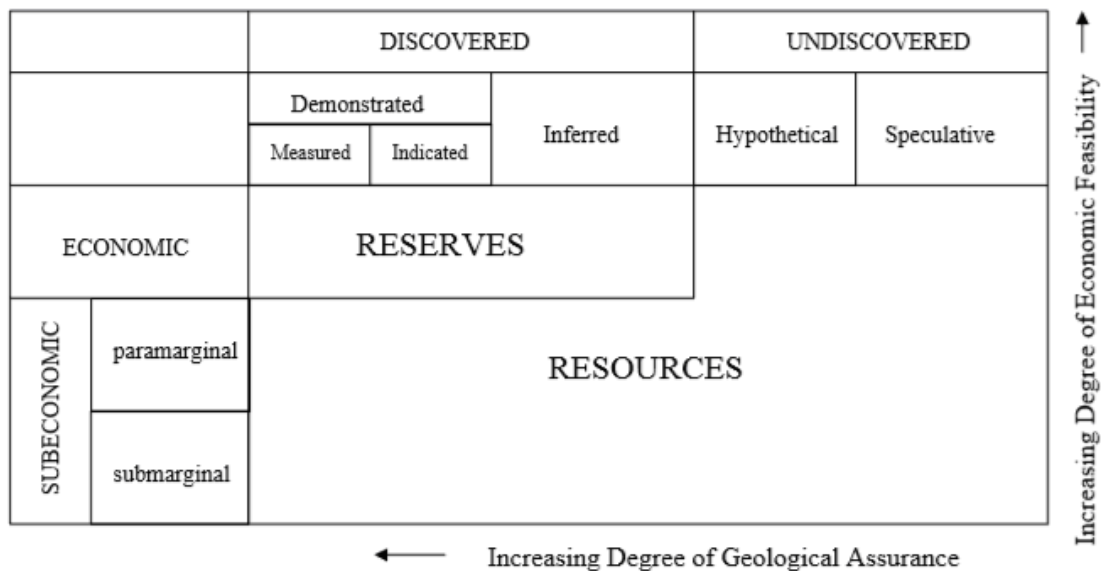 DISCOVERED
UNDISCOVERED
Demonstrated
Measured
Indicated
Inferred
Hypothetical
Speculative
ECONOMIC
RESERVES
SUBECONOMIC
paramarginal
submarginal
RESOURCES
Increasing Degree of Economic Feasibility
Increasing Degree of Geological Assurance